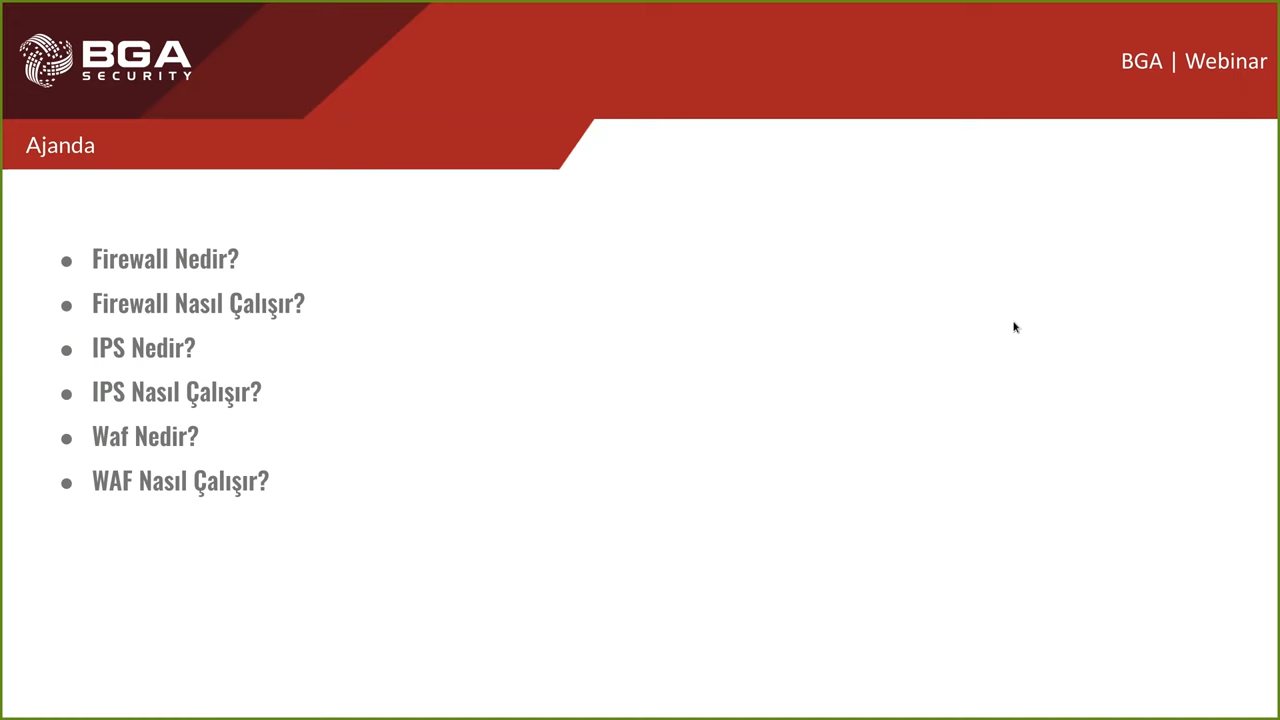 BGA
SECURITY
BGA | Webinar
Ajanda
● Firewall Nedir?
● Firewall Nasıl Çalışır?
● IPS Nedir?
● IPS Nasıl Çalışır?
● Waf Nedir?
● WAF Nasıl Çalışır?